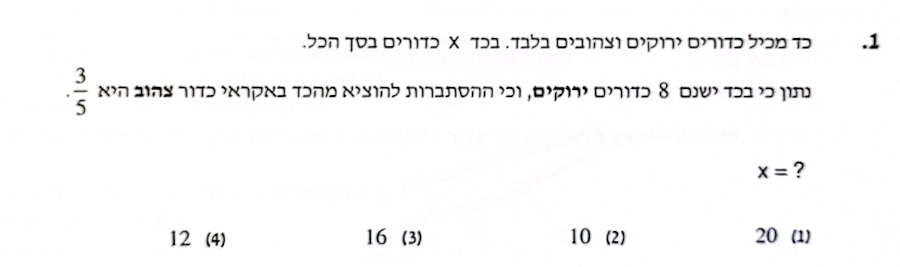 1. כד מכיל כדורים ירוקים וצהובים בלבד. בכד x כדורים בסך הכל.
נתון כי בכד ישנם 8 כדורים ירוקים, וכי ההסתברות להוציא מהכד באקראי כדור צהוב היא 3/5.
x = ?
(1) 20 (2) 10 (3) 16 (4) 12